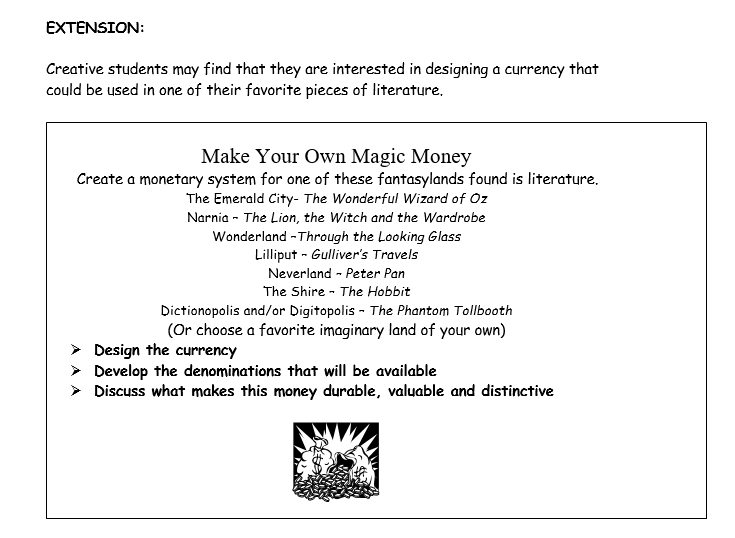 EXTENSION:
Creative students may find that they are interested in designing a currency that
could be used in one of their favorite pieces of literature.
Make Your Own Magic Money
Create a monetary system for one of these fantasylands found is literature.
The Emerald City- The Wonderful Wizard of Oz
Narnia - The Lion, the Witch and the Wardrobe
Wonderland -Through the Looking Glass
Lilliput - Gulliver's Travels
Neverland - Peter Pan
The Shire - The Hobbit
Dictionopolis and/or Digitopolis - The Phantom Tollbooth
(Or choose a favorite imaginary land of your own)
➢ Design the currency
➢ Develop the denominations that will be available
➢ Discuss what makes this money durable, valuable and distinctive